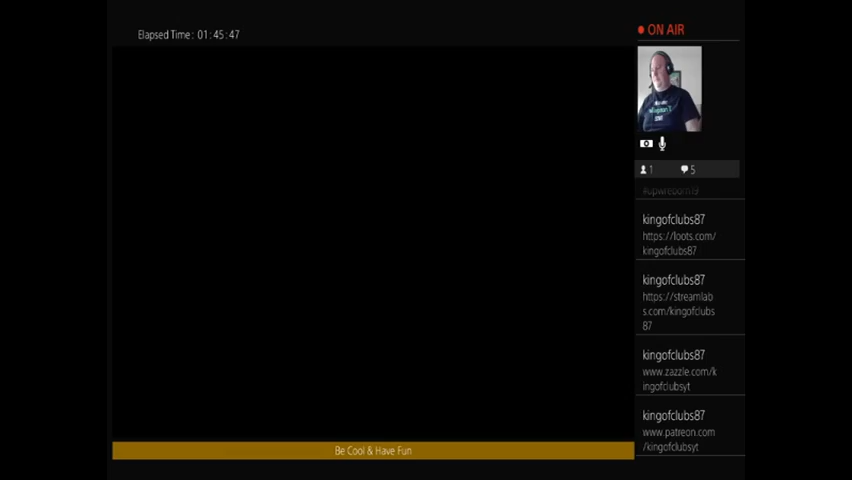 Elapsed Time: 01:45:47
ON AIR
1 5
#upwreborn19
kingofclubs87
https://loots.com/
kingofclubs87
kingofclubs87
https://streamlab
s.com/kingofclubs
87
kingofclubs87
www.zazzle.com/k
ingofclubsyt
kingofclubs87
www.patreon.com
/kingofclubsyt
Be Cool & Have Fun